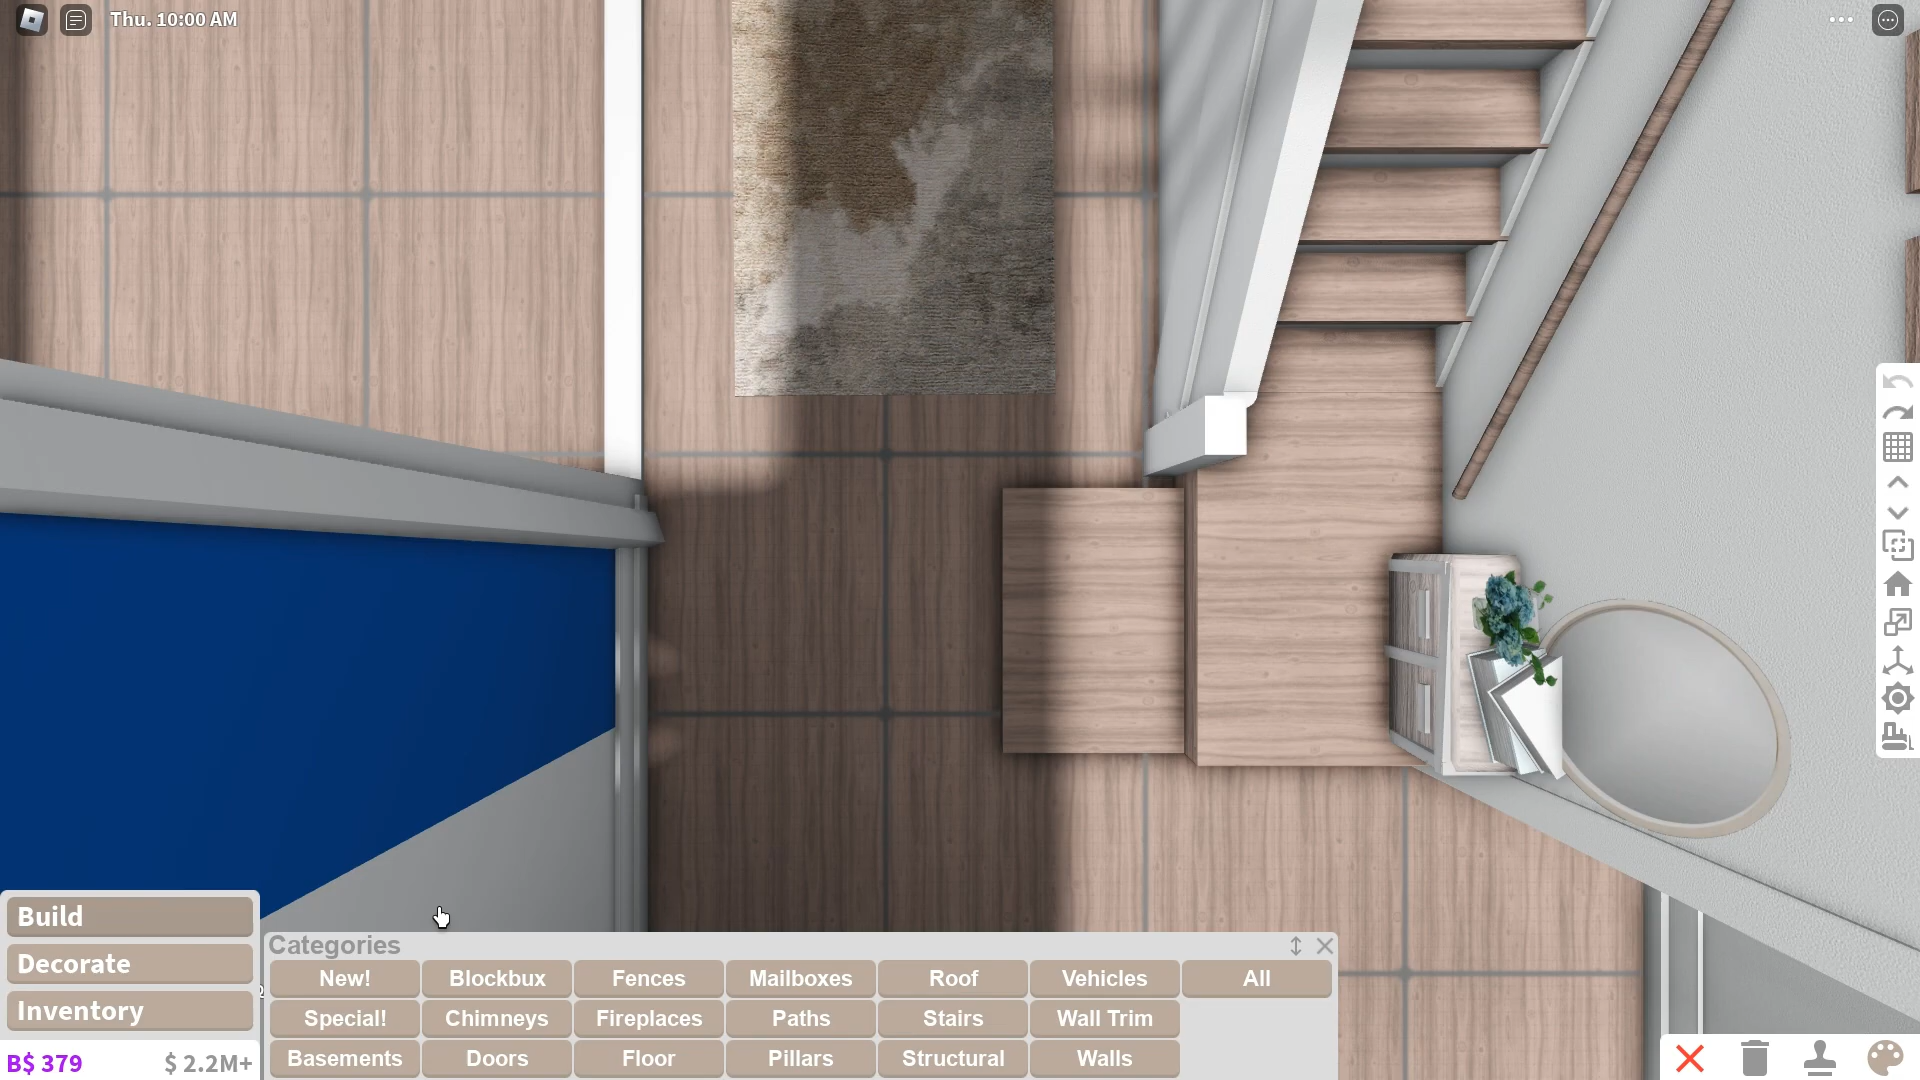 Thu. 10:00 AM
Build
Decorate
Inventory
B$ 379 $ 2.2M+
Categories
New! Blockbux Fences Mailboxes Roof Vehicles All
Special! Chimneys Fireplaces Paths Stairs Wall Trim
Basements Doors Floor Pillars Structural Walls